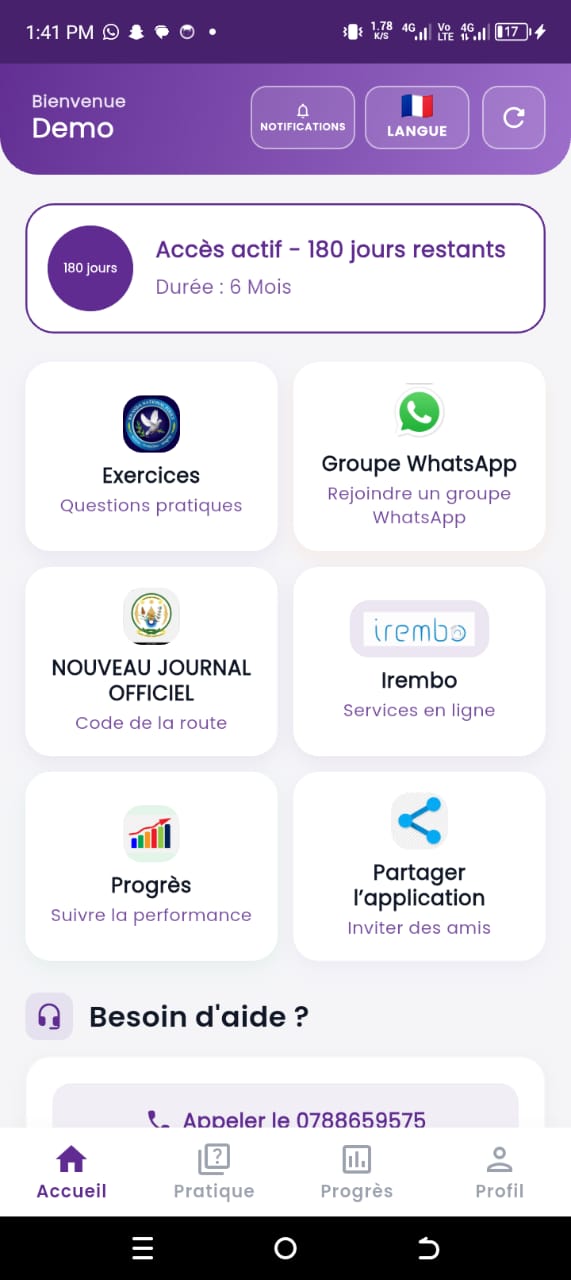 1:41 PM
1.78 K/S 4G Vo LTE 4G 17
Bienvenue
Demo
NOTIFICATIONS
LANGUE
180 jours
Accès actif - 180 jours restants
Durée : 6 Mois
Exercices
Questions pratiques
Groupe WhatsApp
Rejoindre un groupe
WhatsApp
NOUVEAU JOURNAL
OFFICIEL
Code de la route
irembo
Irembo
Services en ligne
Progrès
Suivre la performance
Partager
l'application
Inviter des amis
Besoin d'aide ?
Appeler le 0788659575
Accueil
Pratique
Progrès
Profil